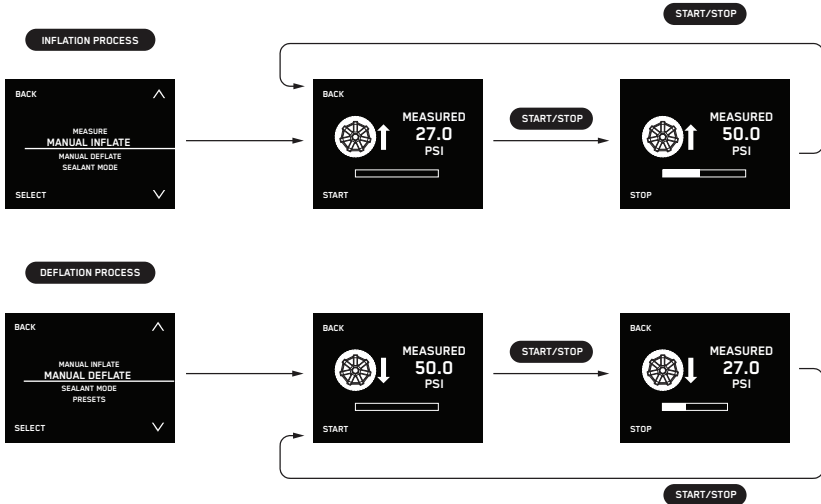 START/STOP
INFLATION PROCESS
BACK
MEASURE
MANUAL INFLATE
MANUAL DEFLATE
SEALANT MODE
SELECT
BACK
MEASURED
27.0
PSI
START
START/STOP
MEASURED
50.0
PSI
STOP
DEFLATION PROCESS
BACK
MANUAL INFLATE
MANUAL DEFLATE
SEALANT MODE
PRESETS
SELECT
BACK
MEASURED
50.0
PSI
START
START/STOP
BACK
MEASURED
27.0
PSI
STOP
START/STOP